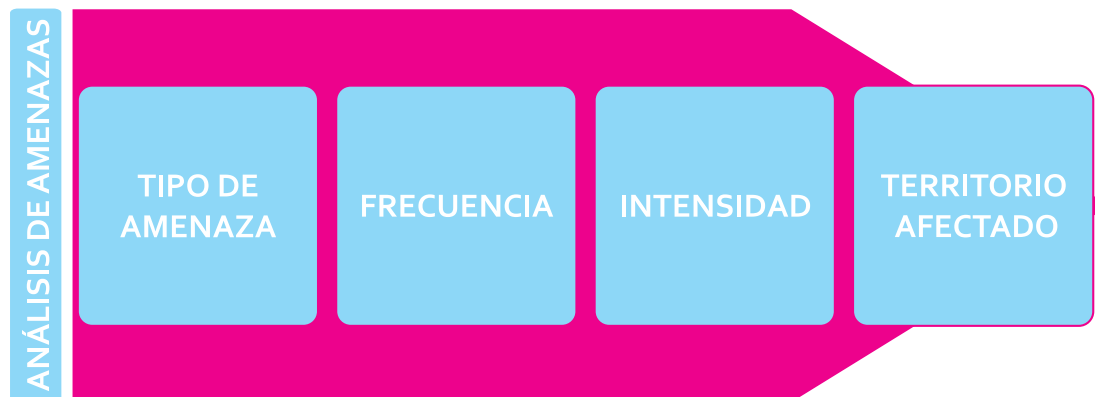 ANÁLISIS DE AMENAZAS
TIPO DE
AMENAZA
FRECUENCIA
INTENSIDAD
TERRITORIO
AFECTADO